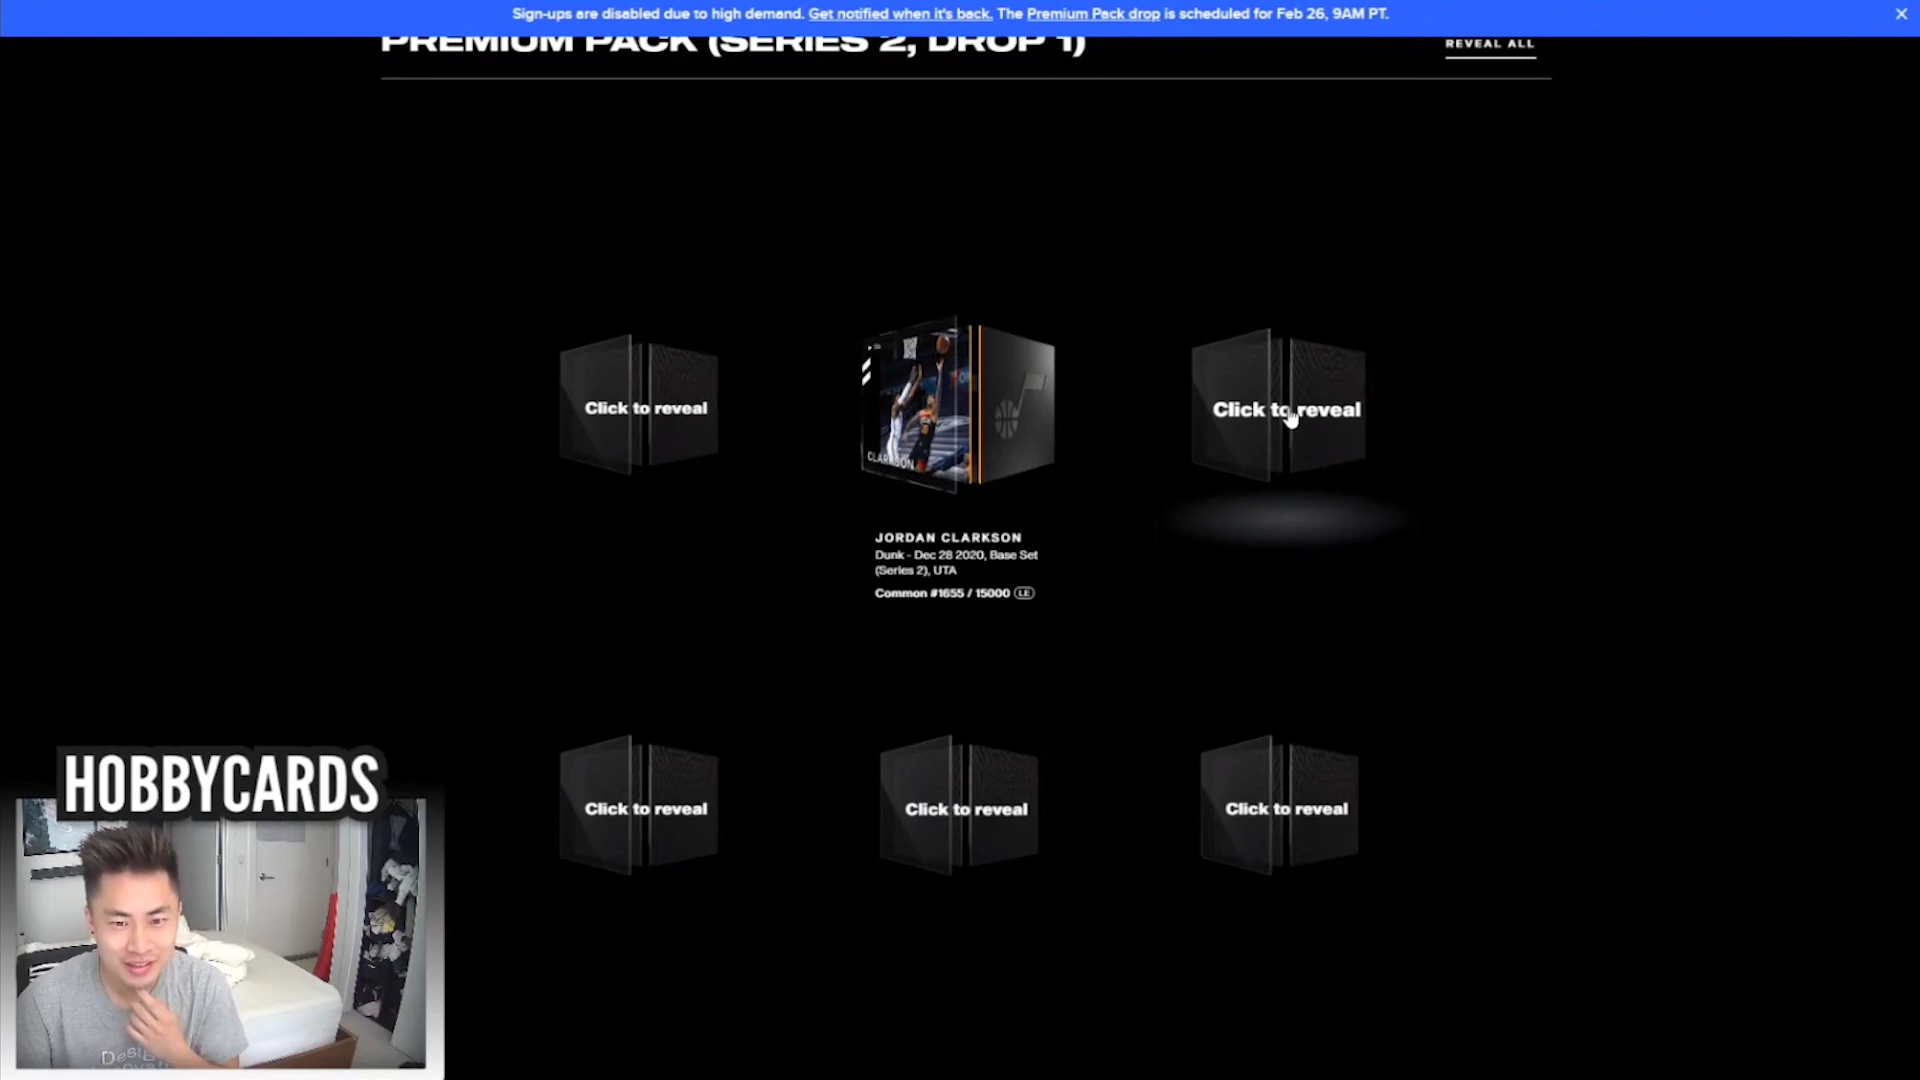 Sign-ups are disabled due to high demand. Get notified when it's back. The Premium Pack drop is scheduled for Feb 26, 9AM PT.
PREMIUM PACK (SERIES 2, DROP 1)
REVEAL ALL
Click to reveal
CLARKSON
Click to reveal
JORDAN CLARKSON
Dunk - Dec 28 2020, Base Set
(Series 2), UTA
Common #1655 / 15000 LE
Click to reveal
Click to reveal
Click to reveal
HOBBYCARDS